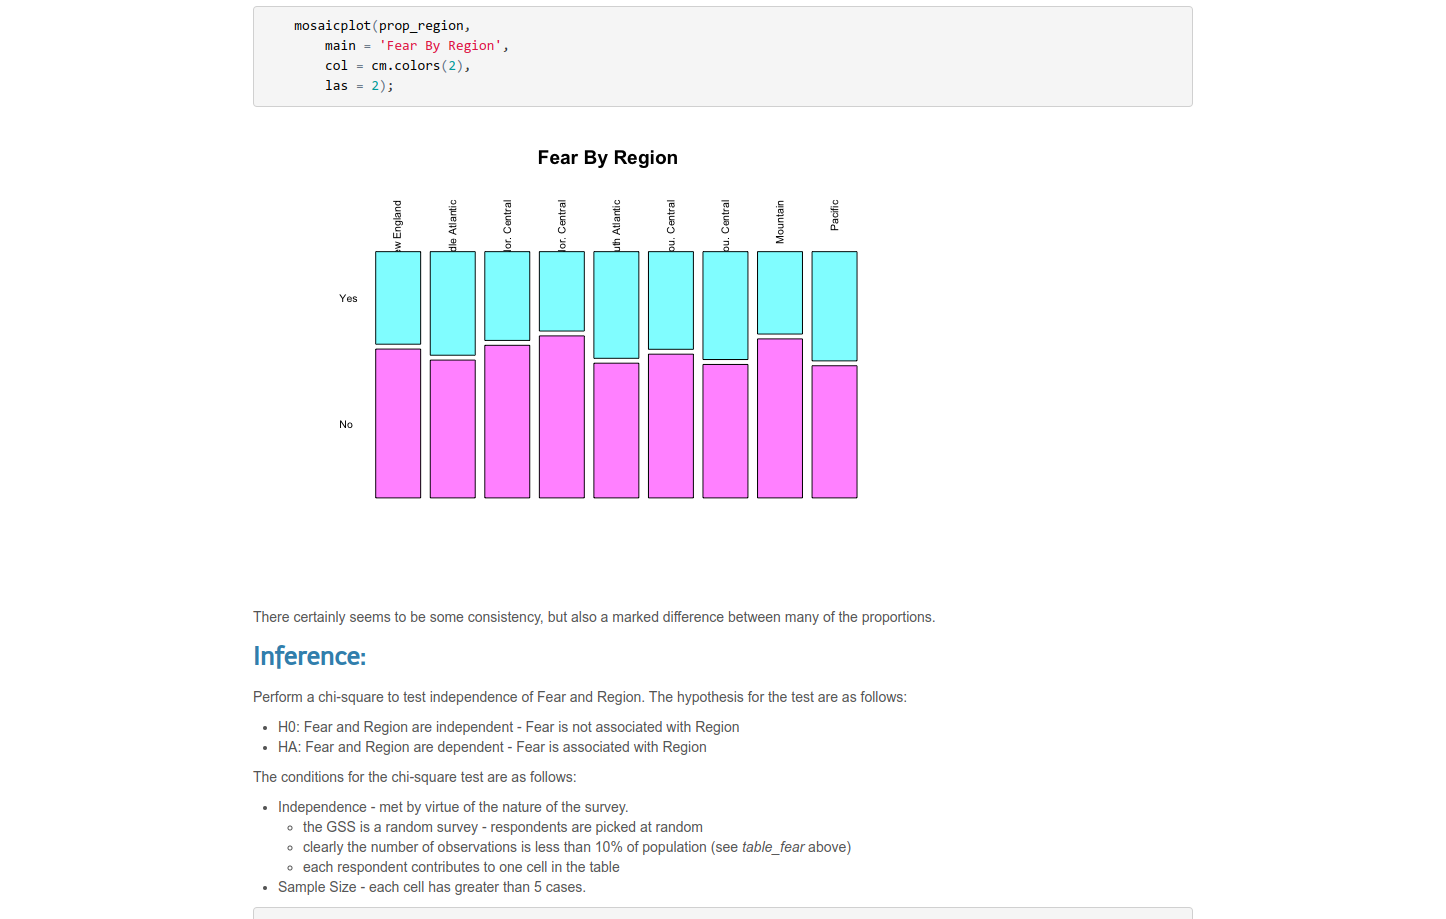 mosaicplot(prop_region,
main = 'Fear By Region',
col = cm.colors(2),
las = 2);
Fear By Region
England
Atlantic
Central
Central
Atlantic
Central
Central
Mountain
Pacific
Yes
No
There certainly seems to be some consistency, but also a marked difference between many of the proportions.
Inference:
Perform a chi-square to test independence of Fear and Region. The hypothesis for the test are as follows:
• H0: Fear and Region are independent - Fear is not associated with Region
• HA: Fear and Region are dependent - Fear is associated with Region
The conditions for the chi-square test are as follows:
• Independence - met by virtue of the nature of the survey.
◦ the GSS is a random survey - respondents are picked at random
◦ clearly the number of observations is less than 10% of population (see table_fear above)
◦ each respondent contributes to one cell in the table
• Sample Size - each cell has greater than 5 cases.